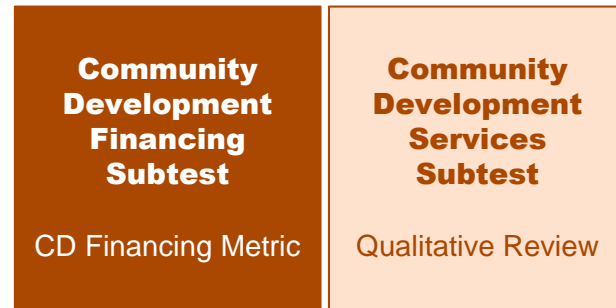 Community
Development
Financing
Subtest
CD Financing Metric
Community
Development
Services
Subtest
Qualitative Review